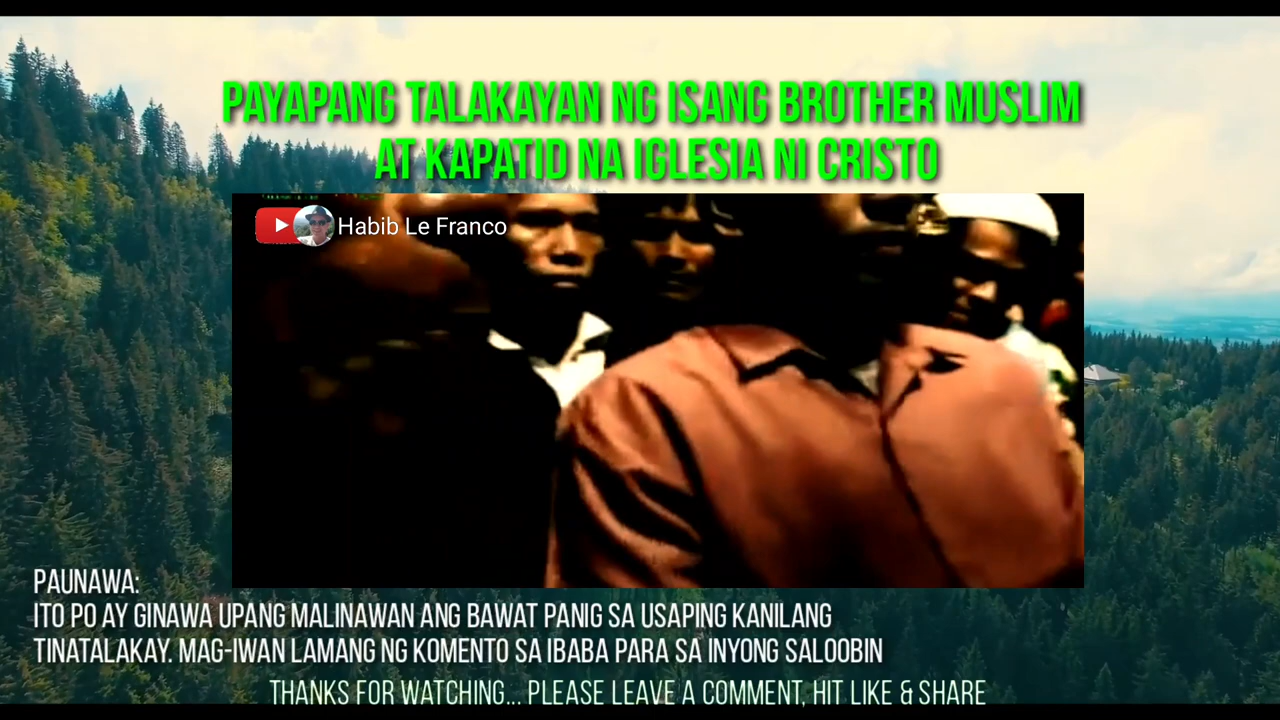 PAYAPANG TALAKAYAN NG ISANG BROTHER MUSLIM
AT KAPATID NA IGLESIA NI CRISTO
Habib Le Franco
PAUNAWA:
ITO PO AY GINAWA UPANG MALINAWAN ANG BAWAT PANIG SA USAPING KANILANG
TINATALAKAY. MAG-IWAN LAMANG NG KOMENTO SA IBABA PARA SA INYONG SALOOBIN
THANKS FOR WATCHING... PLEASE LEAVE A COMMENT, HIT LIKE & SHARE